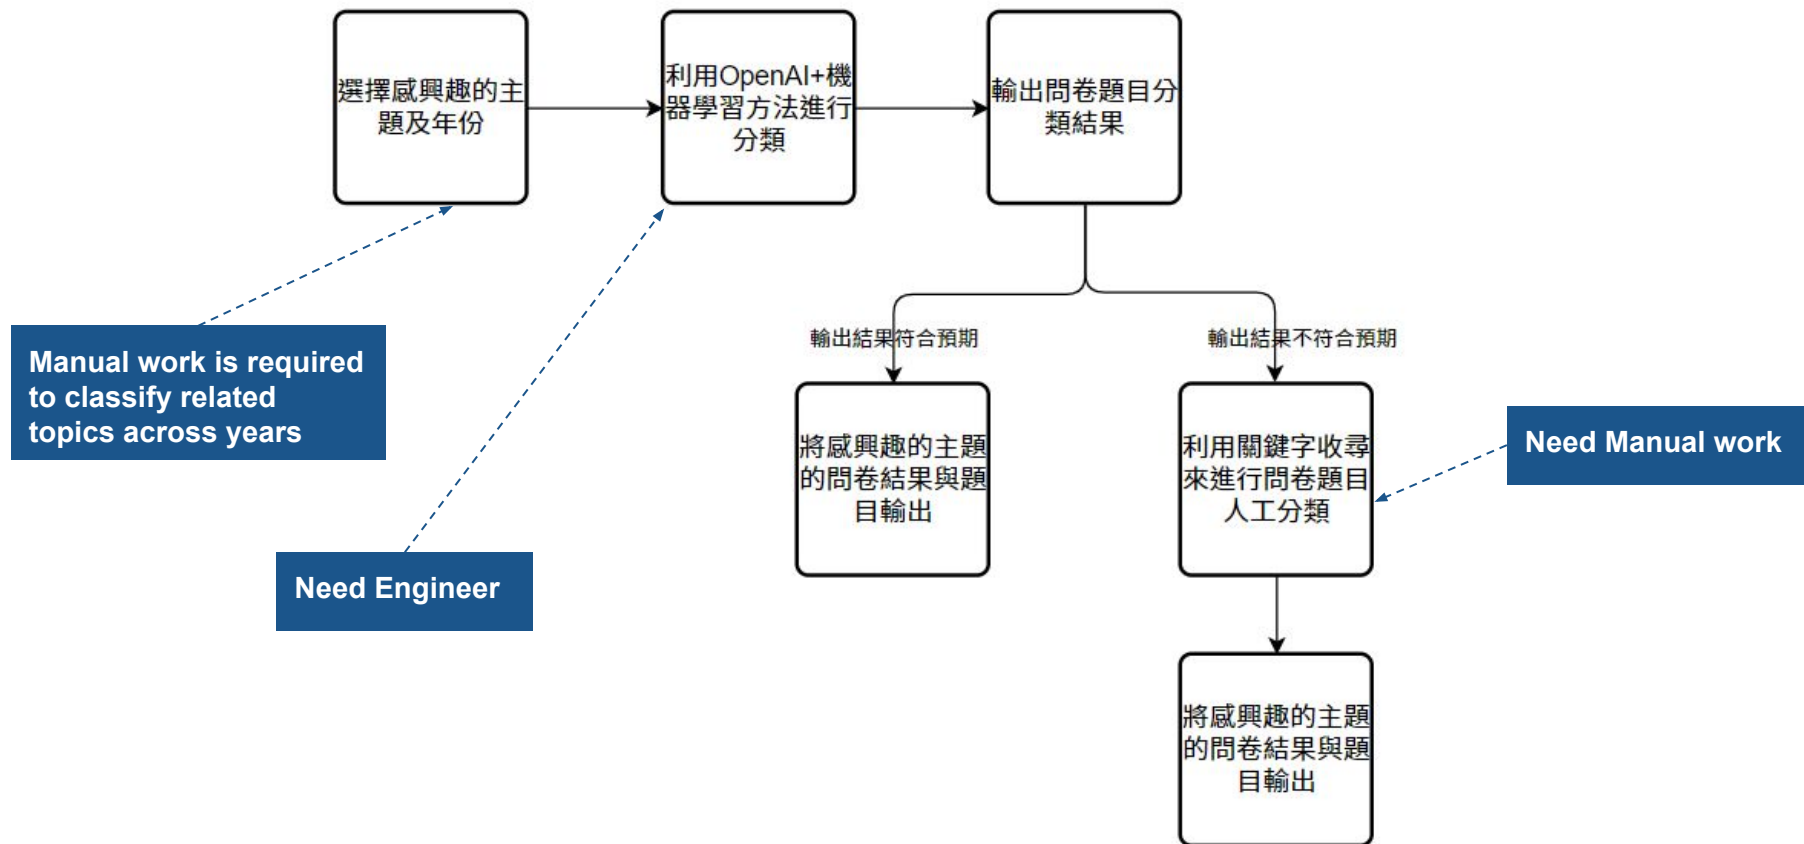 選擇感興趣的主
題及年份
利用OpenAI+機
器學習方法進行
分類
輸出問卷題目分
類結果
輸出結果符合預期
輸出結果不符合預期
Manual work is required
to classify related
topics across years
將感興趣的主題
的問卷結果與題
目輸出
利用關鍵字收尋
來進行問卷題目
人工分類
Need Manual work
Need Engineer
將感興趣的主題
的問卷結果與題
目輸出